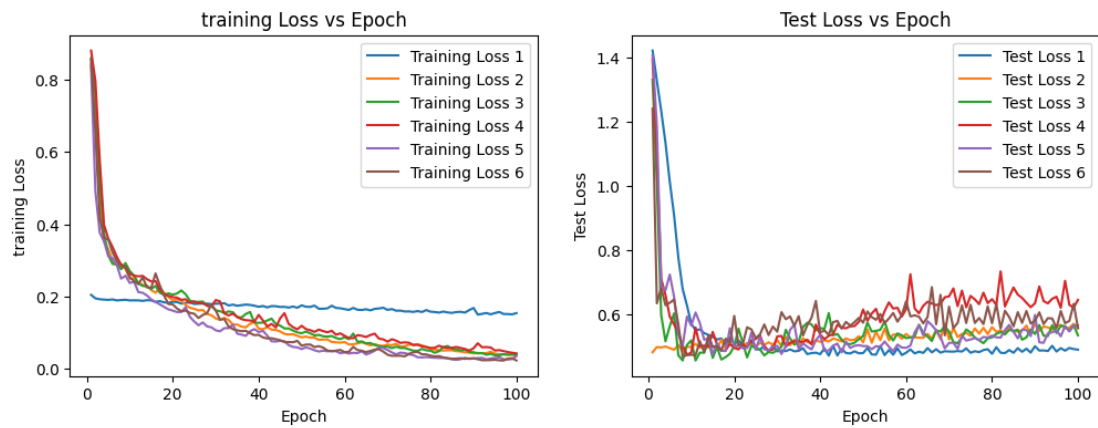 training Loss vs Epoch
training Loss
0.8
0.6
0.4
0.2
0.0
Training Loss 1
Training Loss 2
Training Loss 3
Training Loss 4
Training Loss 5
Training Loss 6
0 20 40 60 80 100
Epoch
Test Loss vs Epoch
Test Loss
1.4
1.2
1.0
0.8
0.6
Test Loss 1
Test Loss 2
Test Loss 3
Test Loss 4
Test Loss 5
Test Loss 6
0 20 40 60 80 100
Epoch